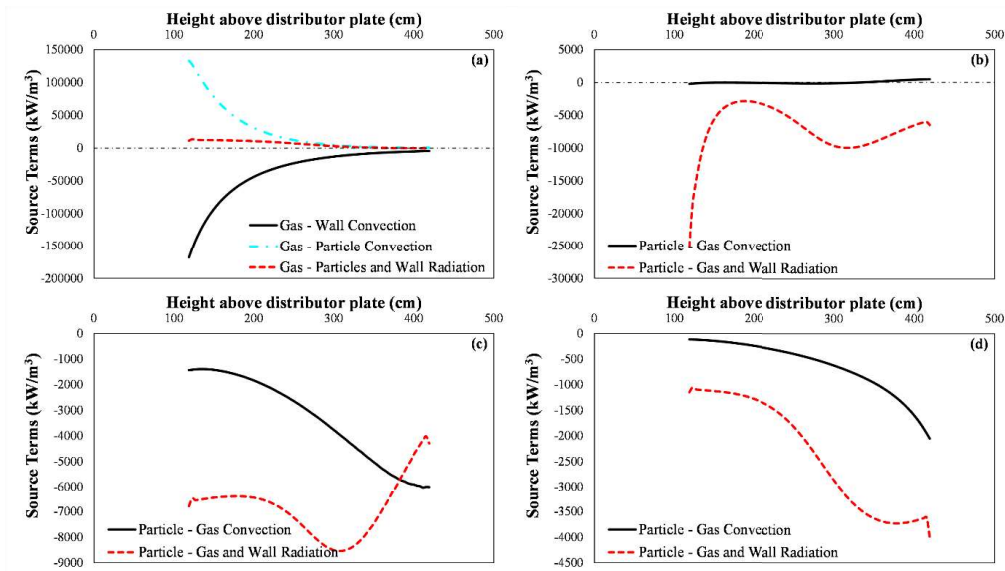 Height above distributor plate (cm)
0 100 200 300 400 500
Source Terms (kW/m³)
150000
100000
50000
0
-50000
-100000
-150000
-200000
(a)
Gas - Wall Convection
Gas - Particle Convection
Gas - Particles and Wall Radiation
Height above distributor plate (cm)
0 100 200 300 400 500
Source Terms (kW/m³)
5000
0
-5000
-10000
-15000
-20000
-25000
-30000
(b)
Particle - Gas Convection
Particle - Gas and Wall Radiation
Height above distributor plate (cm)
0 100 200 300 400 500
Source Terms (kW/m³)
0
-1000
-2000
-3000
-4000
-5000
-6000
-7000
-8000
-9000
(c)
Particle - Gas Convection
Particle - Gas and Wall Radiation
Height above distributor plate (cm)
0 100 200 300 400 500
Source Terms (kW/m³)
0
-500
-1000
-1500
-2000
-2500
-3000
-3500
-4000
-4500
(d)
Particle - Gas Convection
Particle - Gas and Wall Radiation